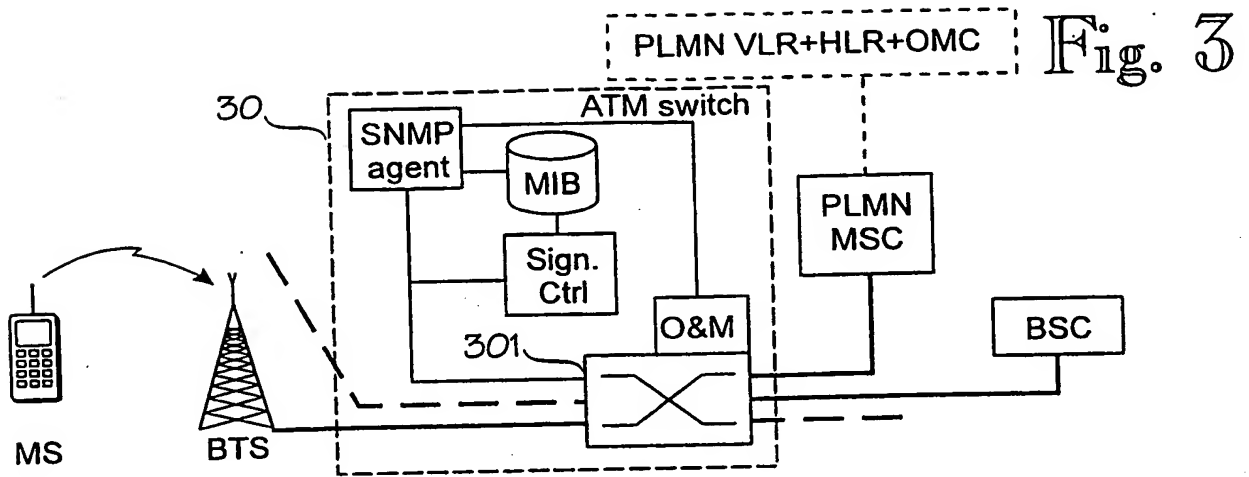 PLMN VLR+HLR+OMC
Fig. 3
30
ATM switch
SNMP
agent
MIB
PLMN
MSC
Sign.
Ctrl
O&M
BSC
301
MS
BTS